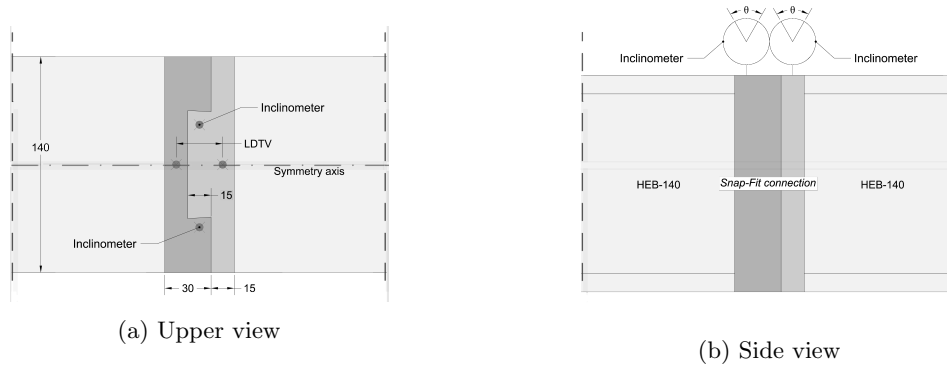 Inclinometer
LDTV
140
Symmetry axis
15
Inclinometer
30
15
(a) Upper view
θ
θ
Inclinometer
Inclinometer
HEB-140
Snap-Fit connection
HEB-140
(b) Side view